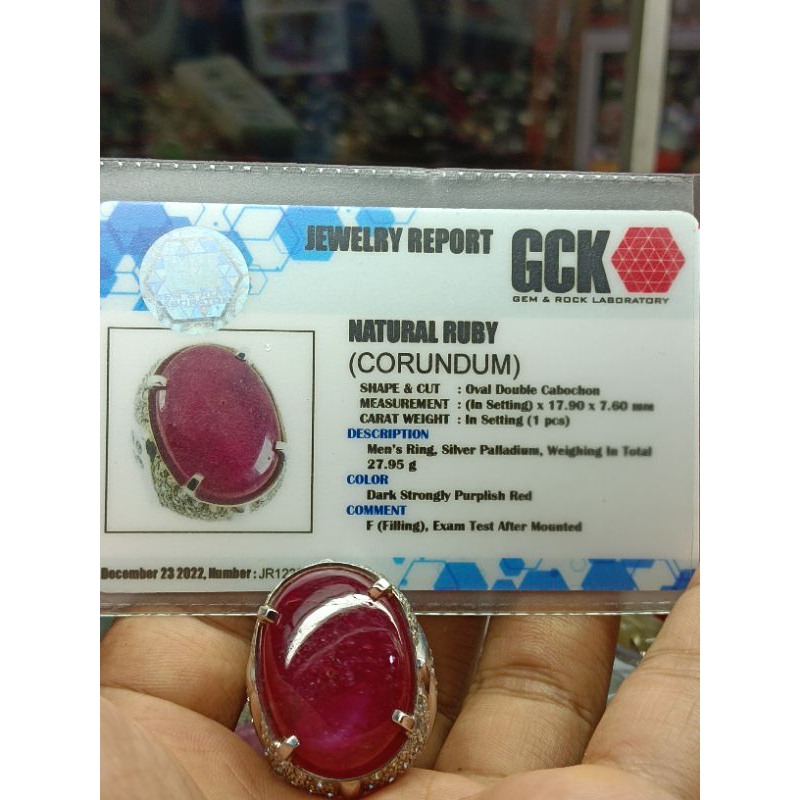 JEWELRY REPORT
GCK
GEM & ROCK LABORATORY
NATURAL RUBY
(CORUNDUM)
SHAPE & CUT : Oval Double Cabochon
MEASUREMENT : (In Setting) x 17.90 x 7.60 mm
CARAT WEIGHT : In Setting (1 pcs)
DESCRIPTION
Men's Ring, Silver Palladium, Weighing In Total
27.95 g
COLOR
Dark Strongly Purplish Red
COMMENT
F (Filling), Exam Test After Mounted
December 23 2022, Number :